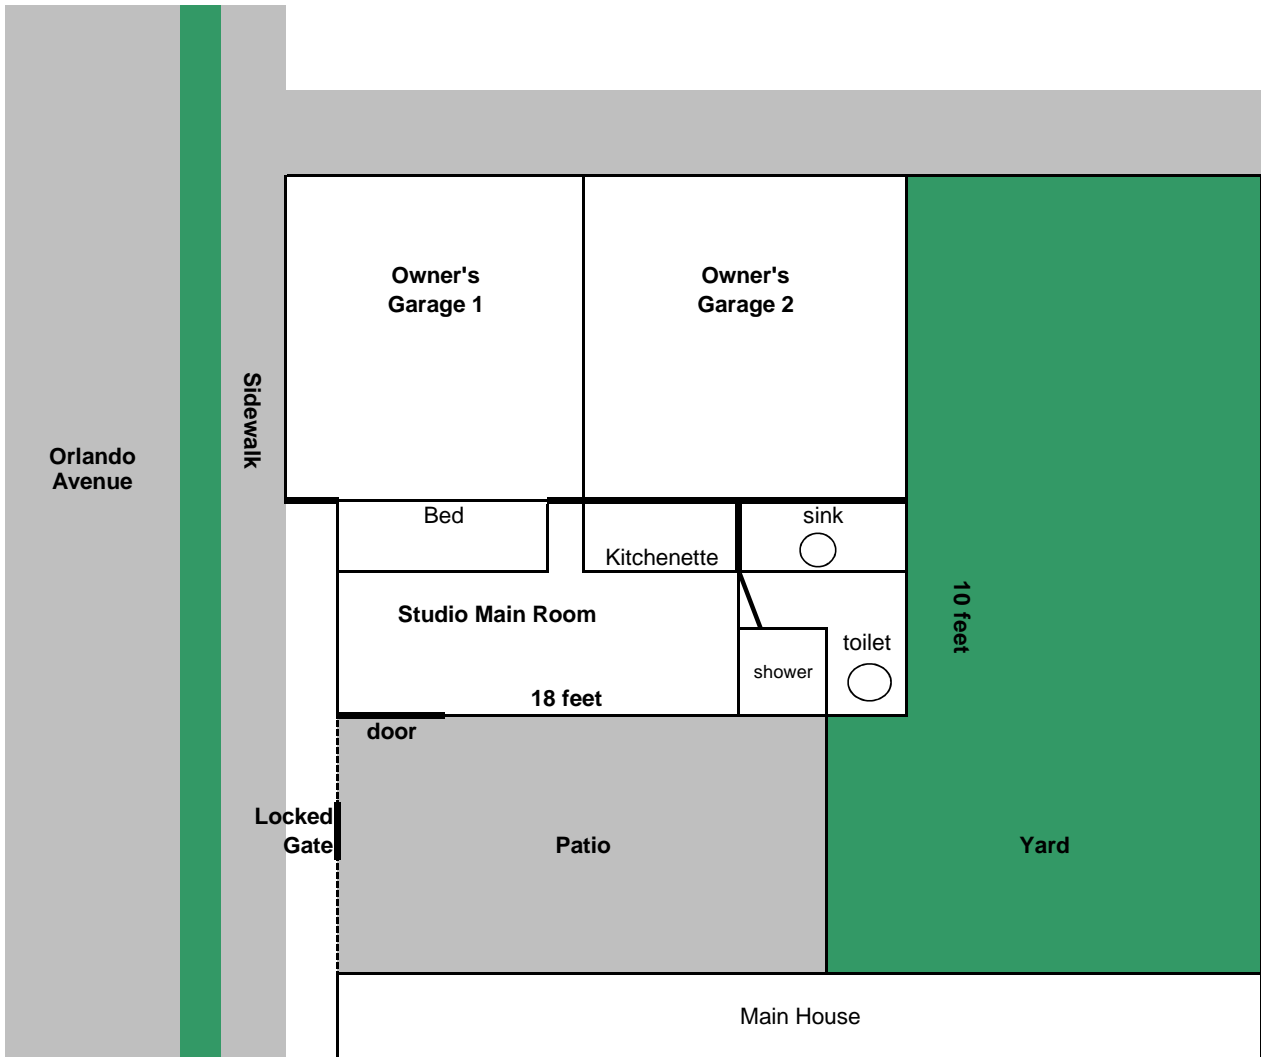 Owner's
Garage 1
Owner's
Garage 2
Sidewalk
Orlando
Avenue
Bed
sink
Kitchenette
10 feet
Studio Main Room
toilet
shower
18 feet
door
Locked
Gate
Patio
Yard
Main House